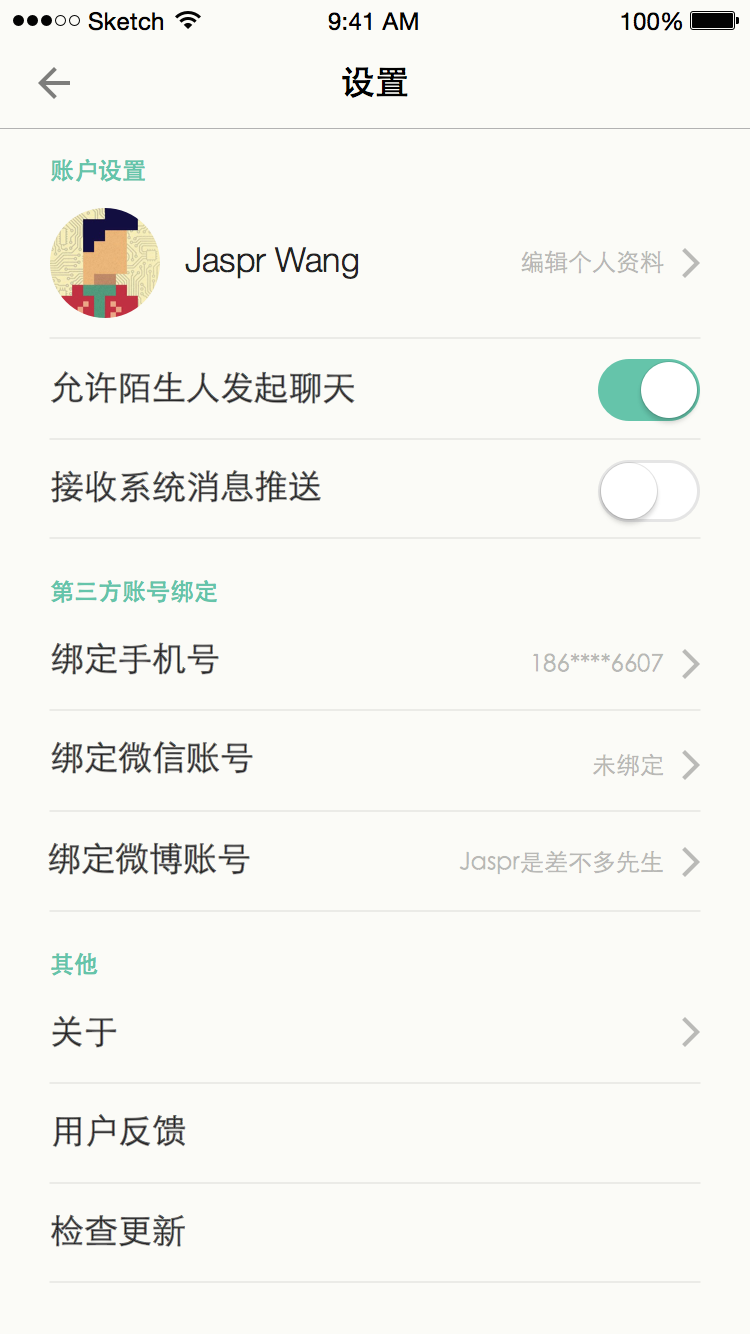 Sketch 9:41 AM 100%
设置
账户设置
Jaspr Wang 编辑个人资料
允许陌生人发起聊天
接收系统消息推送
第三方账号绑定
绑定手机号 186****6607
绑定微信账号 未绑定
绑定微博账号 Jaspr是差不多先生
其他
关于
用户反馈
检查更新